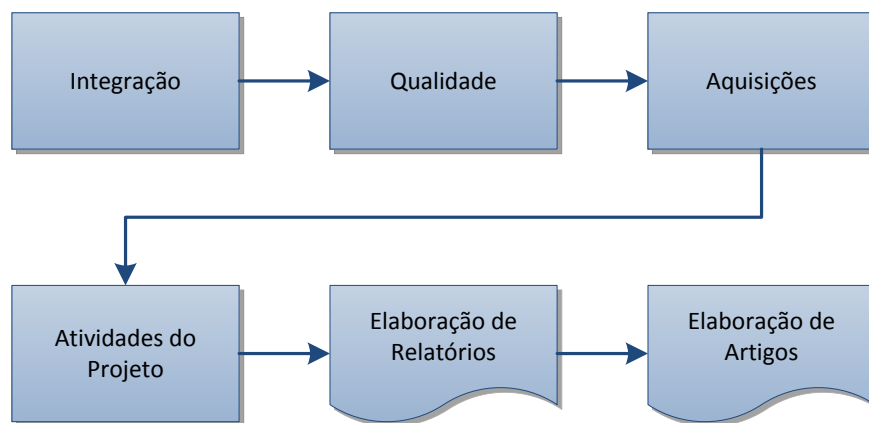 Integração
Qualidade
Aquisições
Atividades do
Projeto
Elaboração de
Relatórios
Elaboração de
Artigos